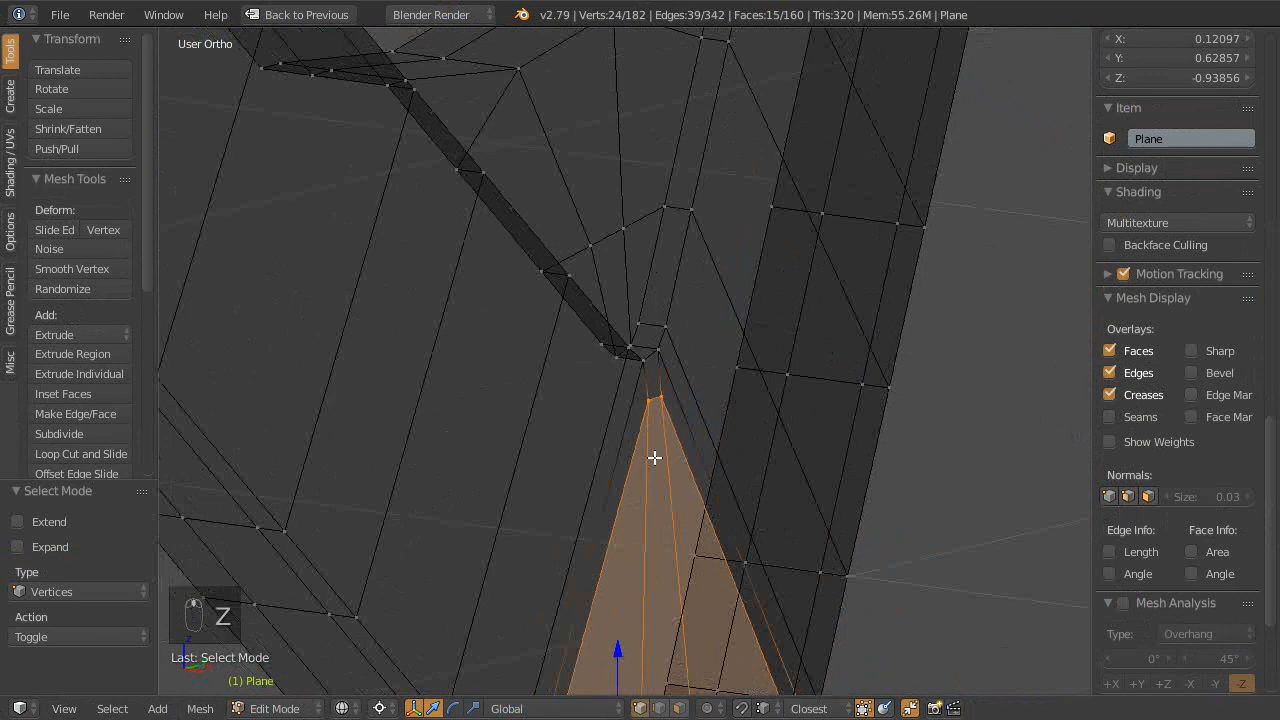 File Render Window Help Back to Previous Blender Render v2.79 | Verts:24/182 | Edges:39/342 | Faces:15/160 | Tris:320 | Mem:55.26M | Plane
Tools
Create
Shading / UVs
Options
Grease Pencil
Misc
Transform
Translate
Rotate
Scale
Shrink/Fatten
Push/Pull
Mesh Tools
Deform:
Slide Ed Vertex
Noise
Smooth Vertex
Randomize
Add:
Extrude
Extrude Region
Extrude Individual
Inset Faces
Make Edge/Face
Subdivide
Loop Cut and Slide
Offset Edge Slide
Select Mode
Extend
Expand
Type
Vertices
Action
Toggle
User Ortho
Z
z
Last: Select Mode
(1) Plane
X: 0.12097
Y: 0.62857
Z: -0.93856
Item
Plane
Display
Shading
Multitexture
Backface Culling
Motion Tracking
Mesh Display
Overlays:
Faces Sharp
Edges Bevel
Creases Edge Mar
Seams Face Mar
Show Weights
Normals:
Size: 0.03
Edge Info: Face Info:
Length Area
Angle Angle
Mesh Analysis
Type: Overhang
0° 45°
+X +Y +Z -X -Y -Z
View Select Add Mesh Edit Mode Global Closest